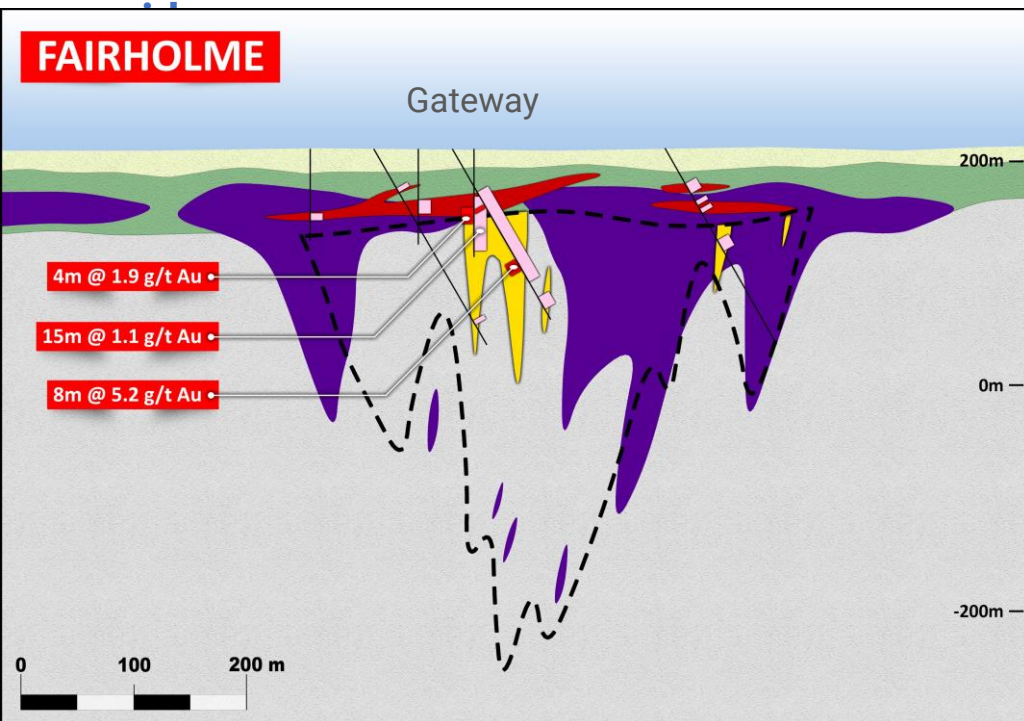 FAIRHOLME
Gateway
200m
4m @ 1.9 g/t Au
15m @ 1.1 g/t Au
8m @ 5.2 g/t Au
0m
-200m
0 100 200 m